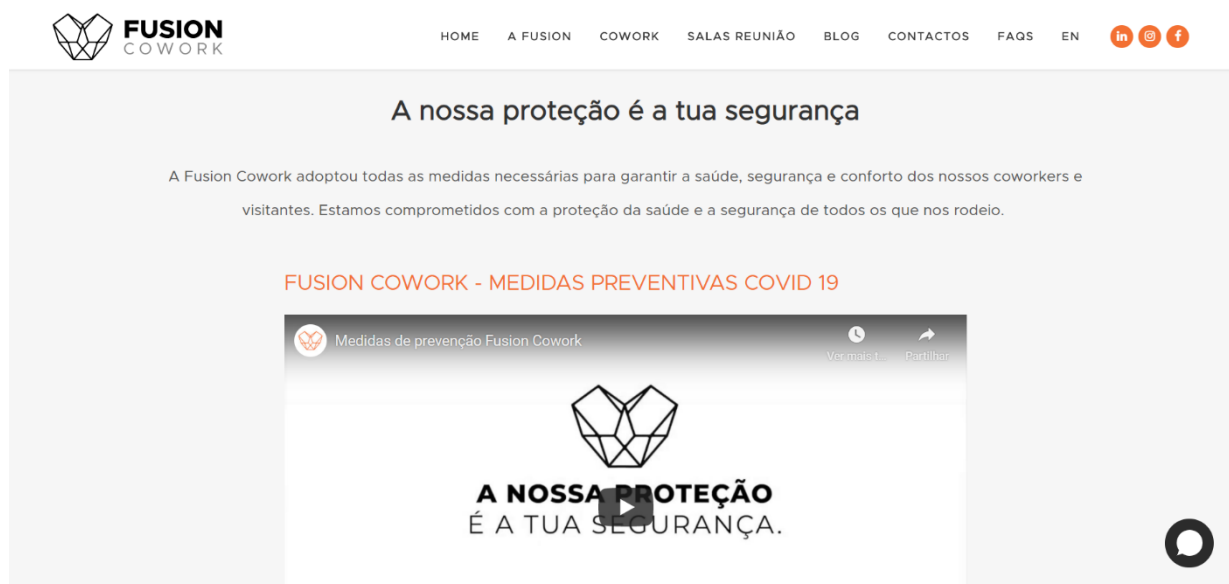 FUSION
COWORK
HOME A FUSION COWORK SALAS REUNIÃO BLOG CONTACTOS FAQS EN
A nossa proteção é a tua segurança
A Fusion Cowork adoptou todas as medidas necessárias para garantir a saúde, segurança e conforto dos nossos coworkers e
visitantes. Estamos comprometidos com a proteção da saúde e a segurança de todos os que nos rodeio.
FUSION COWORK - MEDIDAS PREVENTIVAS COVID 19
Medidas de prevenção Fusion Cowork
Ver mais t... Partilhar
A NOSSA PROTEÇÃO
É A TUA SEGURANÇA.